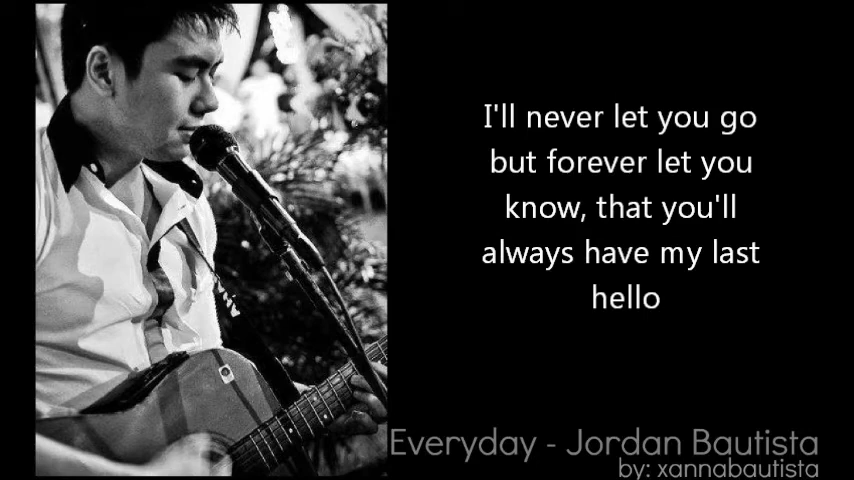 I'll never let you go
but forever let you
know, that you'll
always have my last
hello
Everyday - Jordan Bautista
by: xannabautista